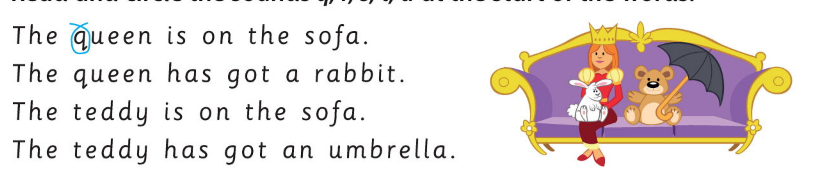 The queen is on the sofa.
The queen has got a rabbit.
The teddy is on the sofa.
The teddy has got an umbrella.